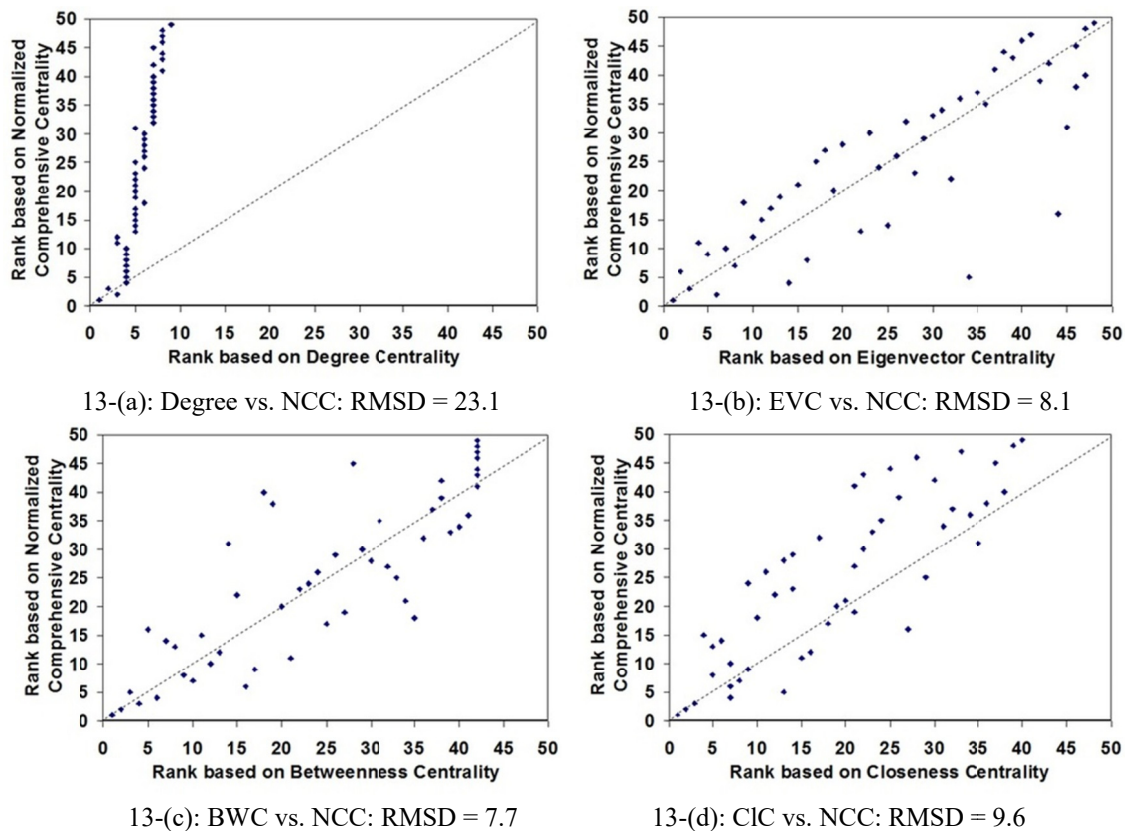 50
45
40
35
30
25
20
15
10
5
0
Rank based on Normalized
Comprehensive Centrality
0 5 10 15 20 25 30 35 40 45 50
Rank based on Degree Centrality
13-(a): Degree vs. NCC: RMSD = 23.1
50
45
40
35
30
25
20
15
10
5
0
Rank based on Normalized
Comprehensive Centrality
0 5 10 15 20 25 30 35 40 45 50
Rank based on Eigenvector Centrality
13-(b): EVC vs. NCC: RMSD = 8.1
50
45
40
35
30
25
20
15
10
5
0
Rank based on Normalized
Comprehensive Centrality
0 5 10 15 20 25 30 35 40 45 50
Rank based on Betweenness Centrality
13-(c): BWC vs. NCC: RMSD = 7.7
50
45
40
35
30
25
20
15
10
5
0
Rank based on Normalized
Comprehensive Centrality
0 5 10 15 20 25 30 35 40 45 50
Rank based on Closeness Centrality
13-(d): ClC vs. NCC: RMSD = 9.6